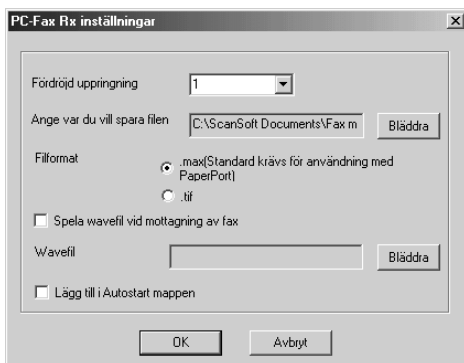 PC-Fax Rx inställningar
Fördröjd uppringning
1
Ange var du vill spara filen
C:\ScanSoft Documents\Fax m
Bläddra
Filformat
.max(Standard krävs för användning med
PaperPort)
.tif
Spela wavefil vid mottagning av fax
Wavefil
Bläddra
Lägg till i Autostart mappen
OK
Avbryt